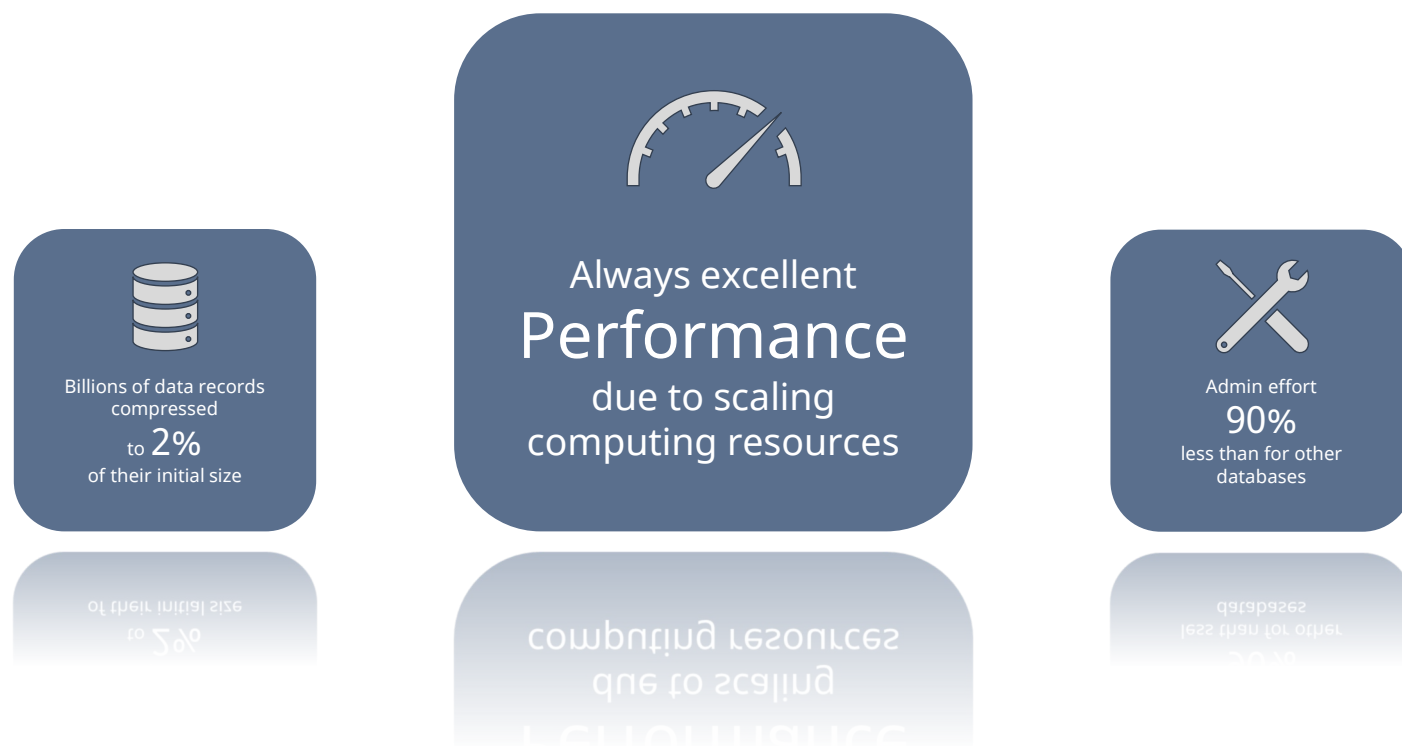 Billions of data records
compressed
to 2%
of their initial size
Always excellent
Performance
due to scaling
computing resources
Admin effort
90%
less than for other
databases